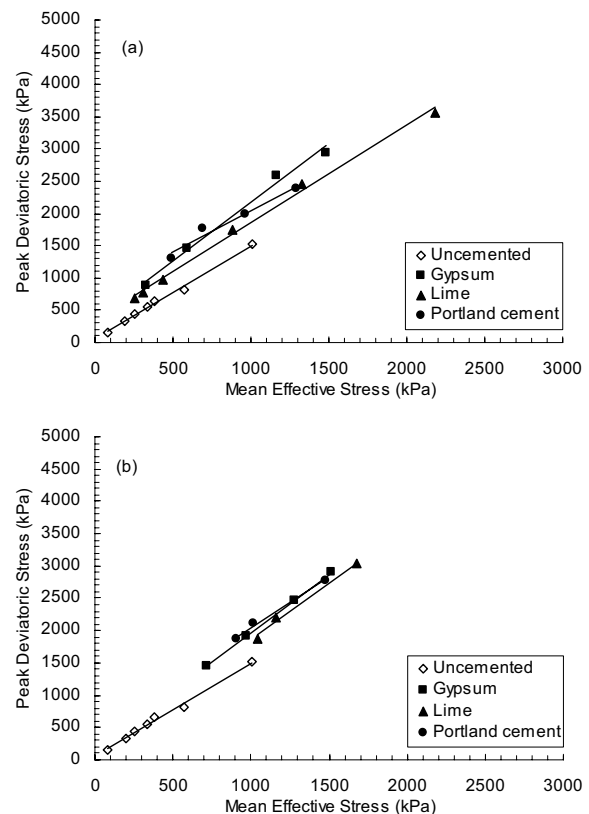 5000
(a)
4500
4000
3500
3000
2500
2000
1500
1000
500
0
Peak Deviatoric Stress (kPa)
Uncemented
Gypsum
Lime
Portland cement
0 500 1000 1500 2000 2500 3000
Mean Effective Stress (kPa)
5000
(b)
4500
4000
3500
3000
2500
2000
1500
1000
500
0
Peak Deviatoric Stress (kPa)
Uncemented
Gypsum
Lime
Portland cement
0 500 1000 1500 2000 2500 3000
Mean Effective Stress (kPa)